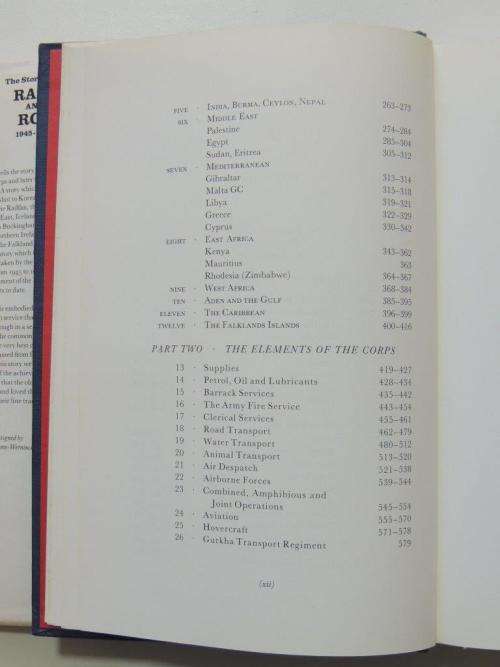 The Stor
RA
AN
RO
1945-
FIVE · INDIA, BURMA, CEYLON, NEPAL 263-273
SIX · MIDDLE EAST
Palestine 274-284
Egypt 285-304
Sudan, Eritrea 305-312
SEVEN · MEDITERRANEAN
Gibraltar 313-314
Malta GC 315-318
Libya 319-321
Greece 322-329
Cyprus 330-342
EIGHT · EAST AFRICA
Kenya 343-362
Mauritius 363
Rhodesia (Zimbabwe) 364-367
NINE · WEST AFRICA 368-384
TEN · ADEN AND THE GULF 385-395
ELEVEN · THE CARIBBEAN 396-399
TWELVE · THE FALKLANDS ISLANDS 400-416
PART TWO · THE ELEMENTS OF THE CORPS
13 · Supplies 419-427
14 · Petrol, Oil and Lubricants 428-434
15 · Barrack Services 435-442
16 · The Army Fire Service 443-454
17 · Clerical Services 455-461
18 · Road Transport 462-479
19 · Water Transport 480-512
20 · Animal Transport 513-520
21 · Air Despatch 521-538
22 · Airborne Forces 539-544
23 · Combined, Amphibious and
Joint Operations 545-554
24 · Aviation 555-570
25 · Hovercraft 571-578
26 · Gurkha Transport Regiment 579
(xii)